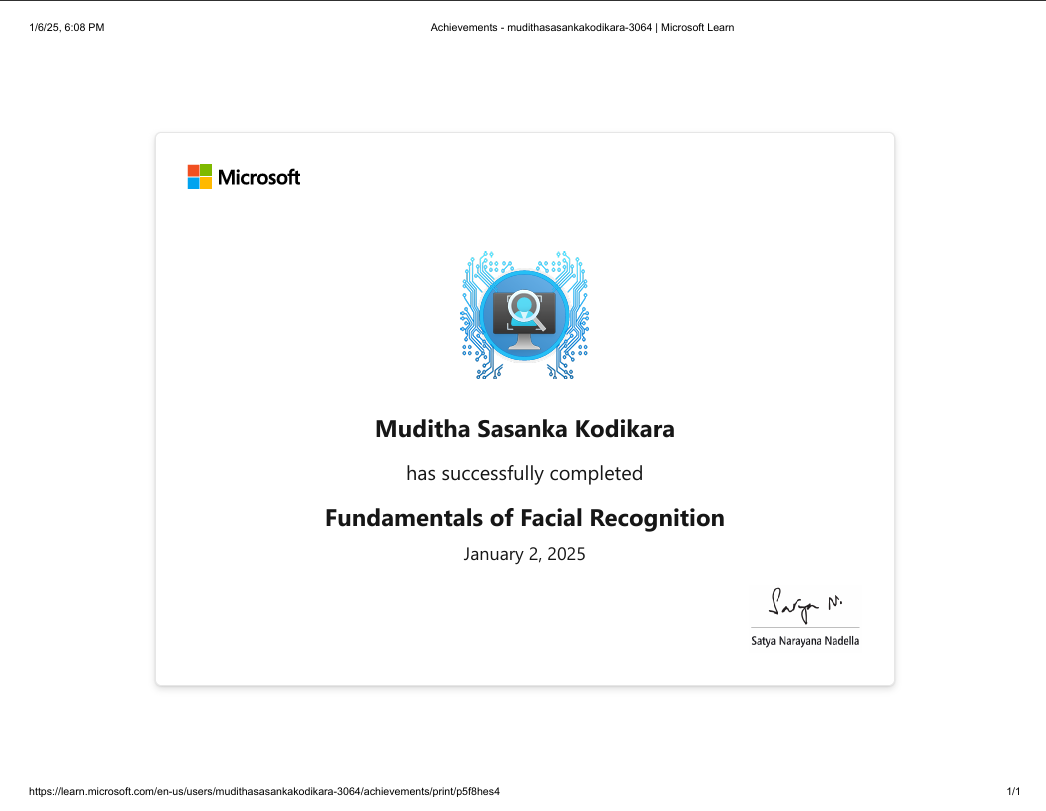 1/6/25, 6:08 PM
Achievements - mudithasasankakodikara-3064 | Microsoft Learn
Microsoft
Muditha Sasanka Kodikara
has successfully completed
Fundamentals of Facial Recognition
January 2, 2025
Satya N.
Satya Narayana Nadella
https://learn.microsoft.com/en-us/users/mudithasasankakodikara-3064/achievements/print/p5f8hes4
1/1